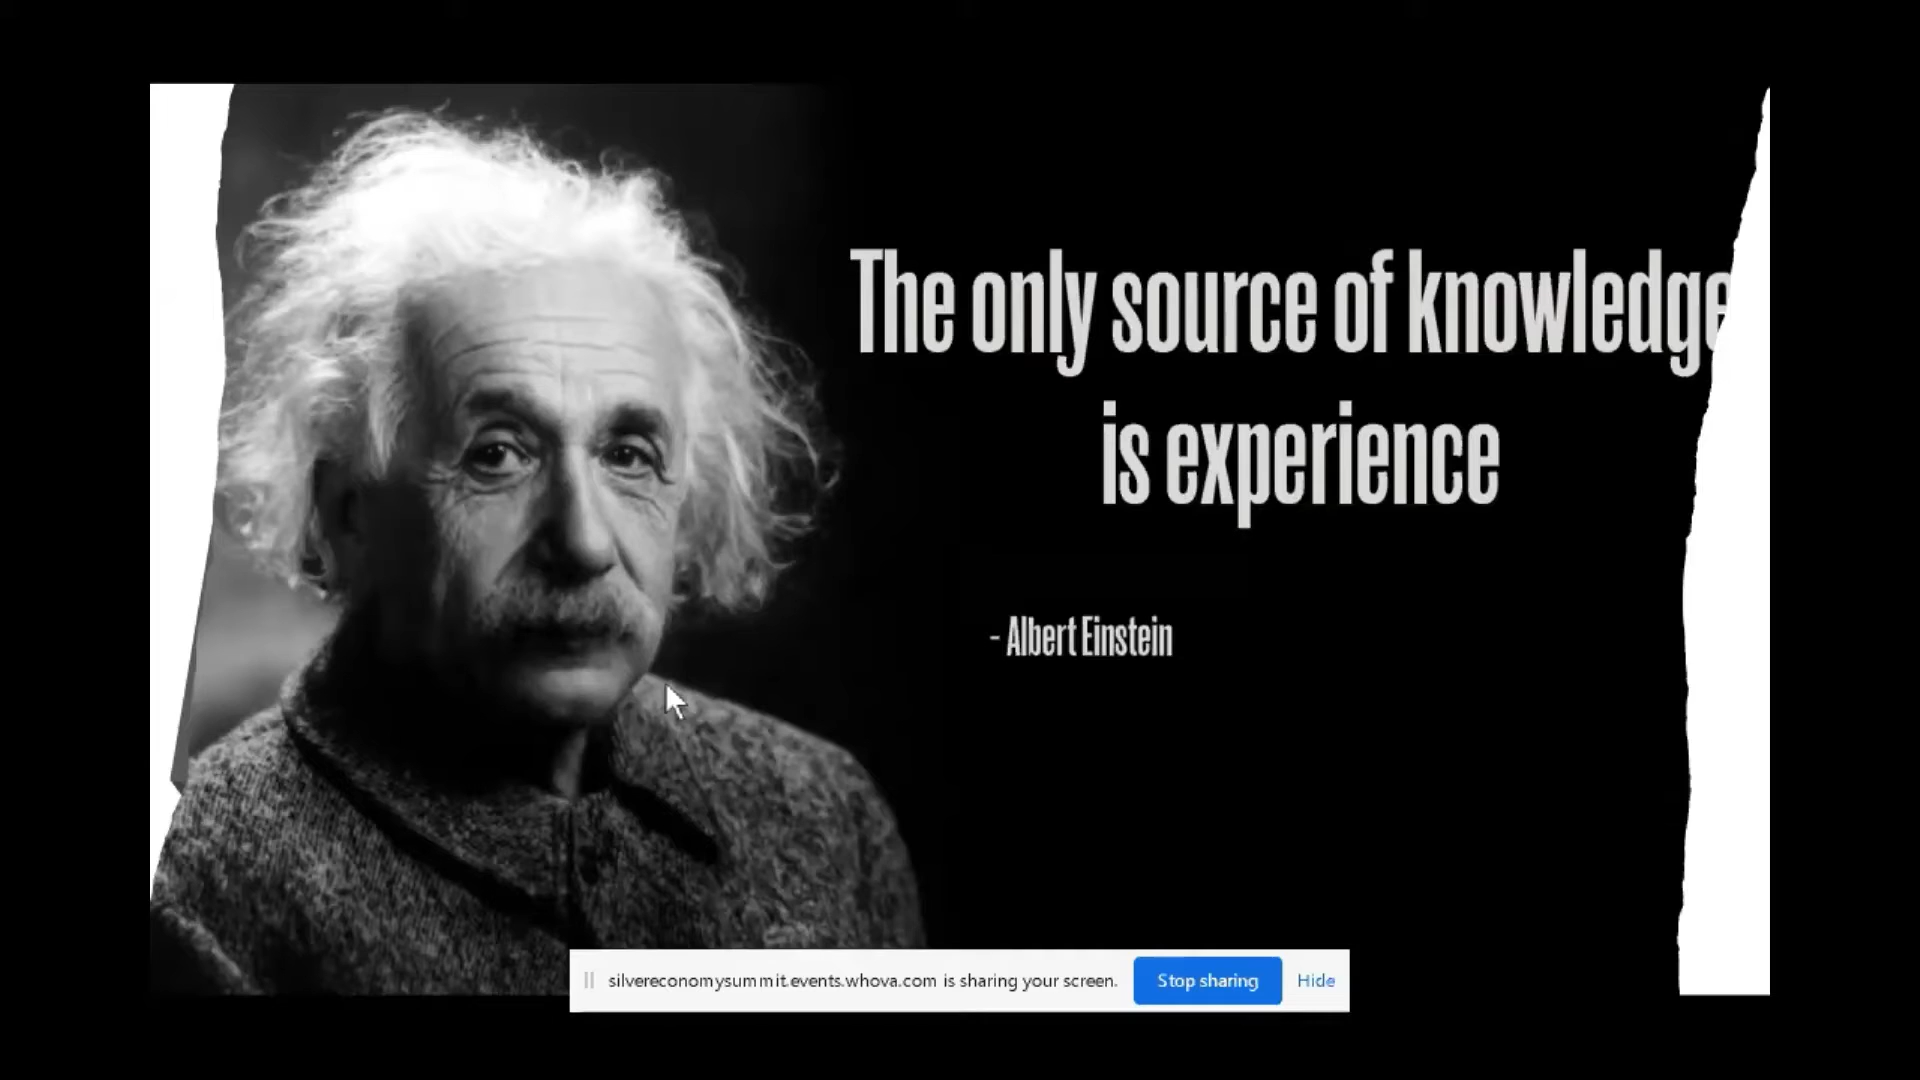 The only source of knowledge
is experience
- Albert Einstein
silvereconomysummit.events.whova.com is sharing your screen.
Stop sharing
Hide